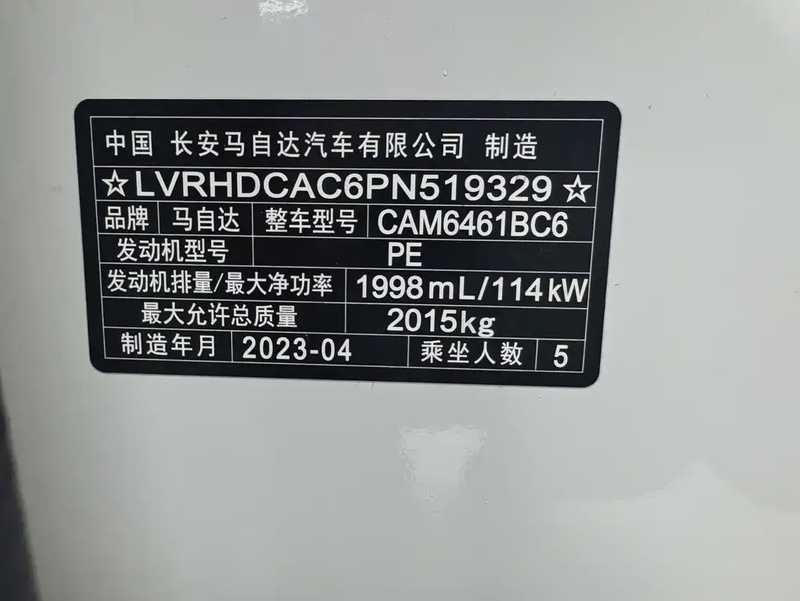 中国 长安马自达汽车有限公司 制造
☆LVRHDCAC6PN519329☆
品牌 马自达 整车型号 CAM6461BC6
发动机型号 PE
发动机排量/最大净功率 1998mL/114kW
最大允许总质量 2015kg
制造年月 2023-04 乘坐人数 5